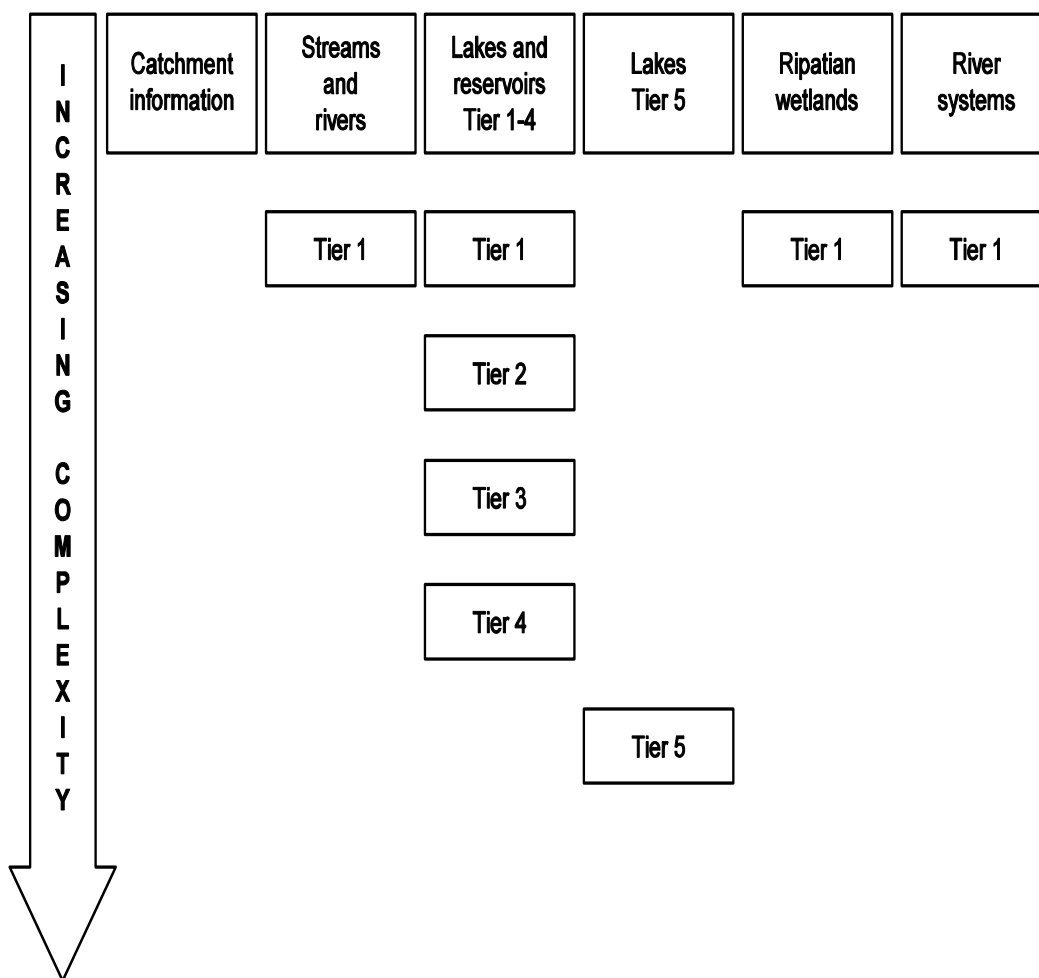 INCREASING COMPLEXITY
Catchment
information
Streams
and
rivers
Lakes and
reservoirs
Tier 1-4
Lakes
Tier 5
Ripatian
wetlands
River
systems
Tier 1
Tier 1
Tier 1
Tier 1
Tier 2
Tier 3
Tier 4
Tier 5